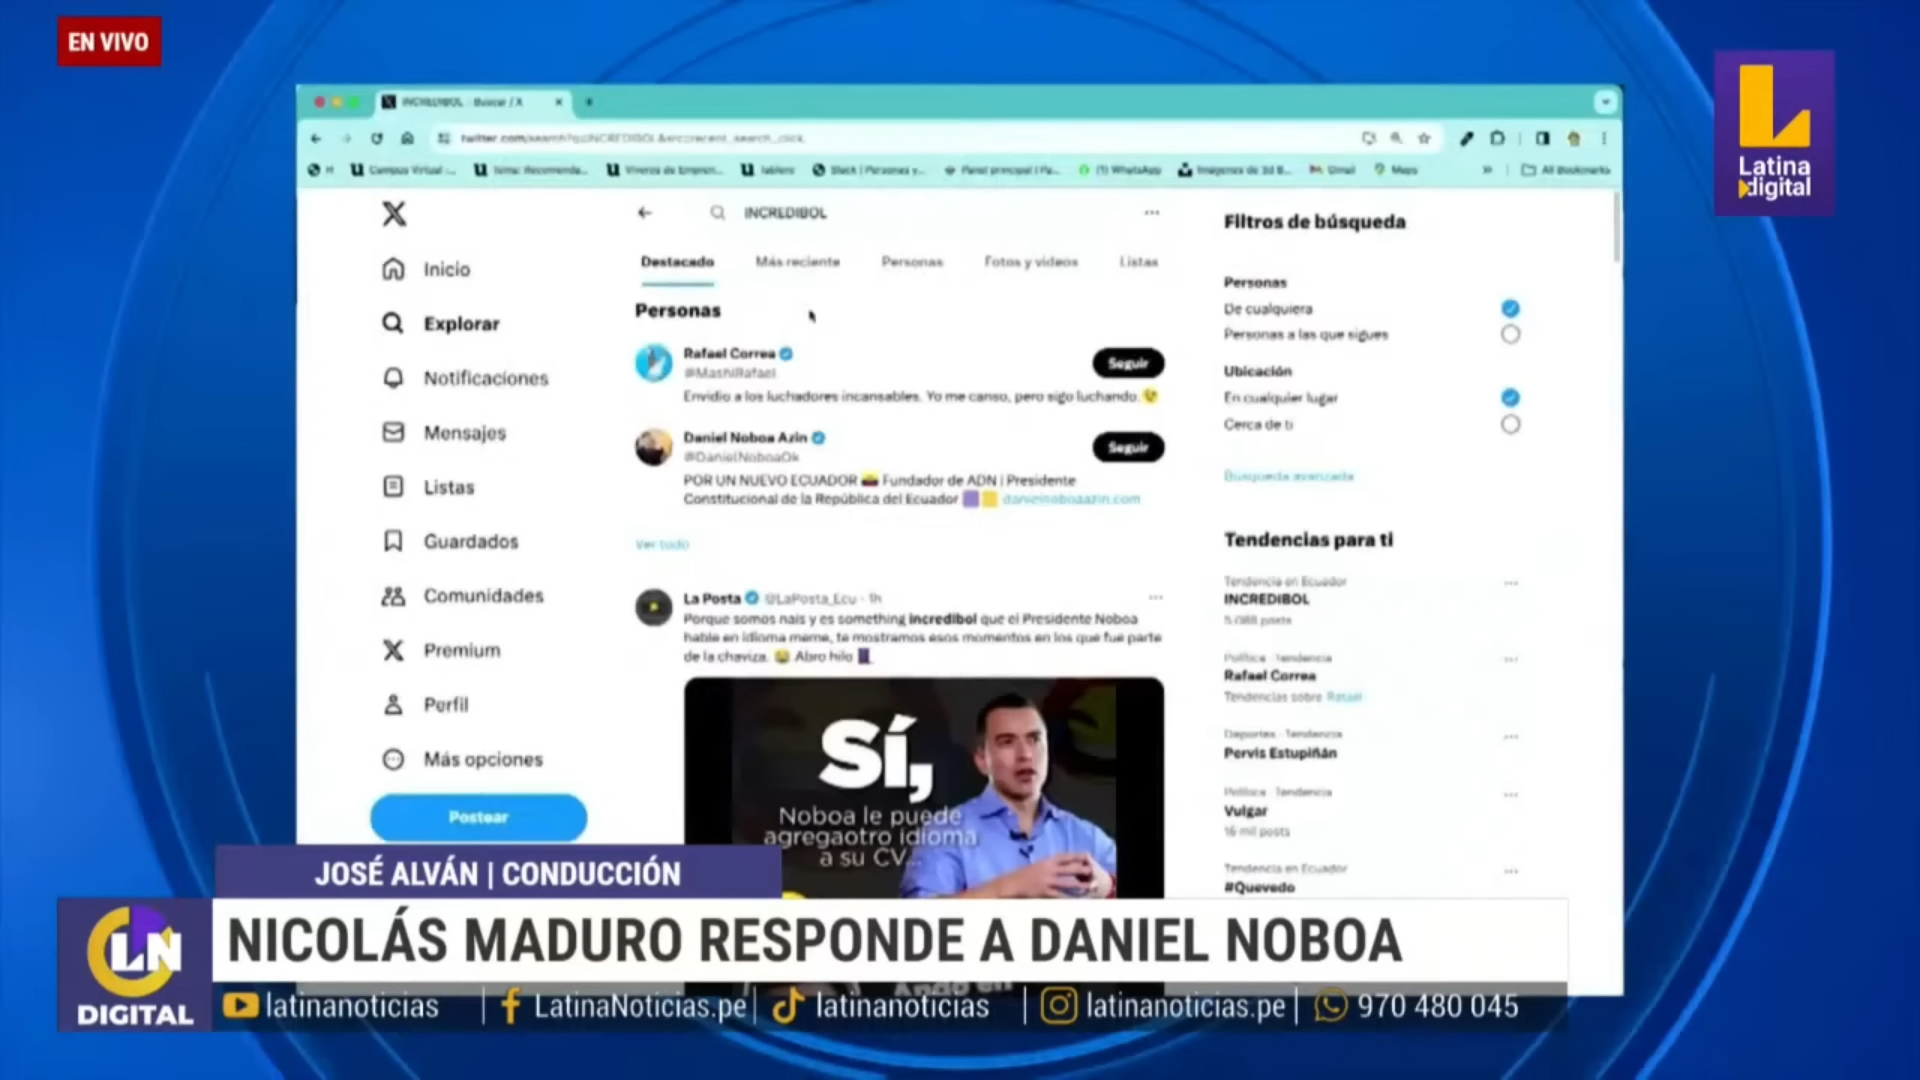 EN VIVO
Latina
digital
INCREDIBOL - Buscar / X
twitter.com/search?q=INCREDIBOL&src=recent_search_click
Campus Virtual ...
tablero
Slack | Personas y...
Panel principal | Pa...
(1) WhatsApp
Imágenes de 3d B...
Gmail
Maps
All Bookmarks
INCREDIBOL
Filtros de búsqueda
Inicio
Destacado
Más reciente
Personas
Fotos y videos
Listas
Personas
Explorar
Personas
De cualquiera
Personas a las que sigues
Rafael Correa
@MashiRafael
Seguir
Envidio a los luchadores incansables. Yo me canso, pero sigo luchando.
Notificaciones
Ubicación
En cualquier lugar
Cerca de ti
Mensajes
Daniel Noboa Azin
@DanielNoboaOk
Seguir
POR UN NUEVO ECUADOR Fundador de ADN | Presidente
Constitucional de la República del Ecuador danielnoboaazin.com
Búsqueda avanzada
Listas
Guardados
Ver todo
Tendencias para ti
Comunidades
La Posta @LaPosta_Ecu · 1h
Porque somos nais y es something incredibol que el Presidente Noboa
hable en idioma meme, te mostramos esos momentos en los que fue parte
de la chaviza. Abro hilo
Tendencia en Ecuador
INCREDIBOL
5.088 posts
Premium
Política · Tendencia
Rafael Correa
Tendencias sobre Rafael
Perfil
Deportes · Tendencia
Pervis Estupiñán
Más opciones
Sí,
Noboa le puede
agregaotro idioma
a su CV...
Política · Tendencia
Vulgar
16 mil posts
Postear
Tendencia en Ecuador
#Quevedo
JOSÉ ALVÁN | CONDUCCIÓN
NICOLÁS MADURO RESPONDE A DANIEL NOBOA
LN
DIGITAL
latinanoticias | LatinaNoticias.pe | latinanoticias | latinanoticias.pe | 970 480 045